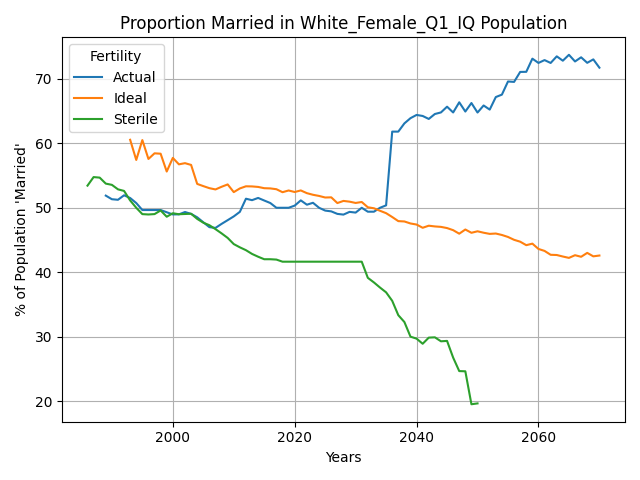 Proportion Married in White_Female_Q1_IQ Population
Fertility
Actual
Ideal
Sterile
% of Population 'Married'
70
60
50
40
30
20
2000
2020
2040
2060
Years